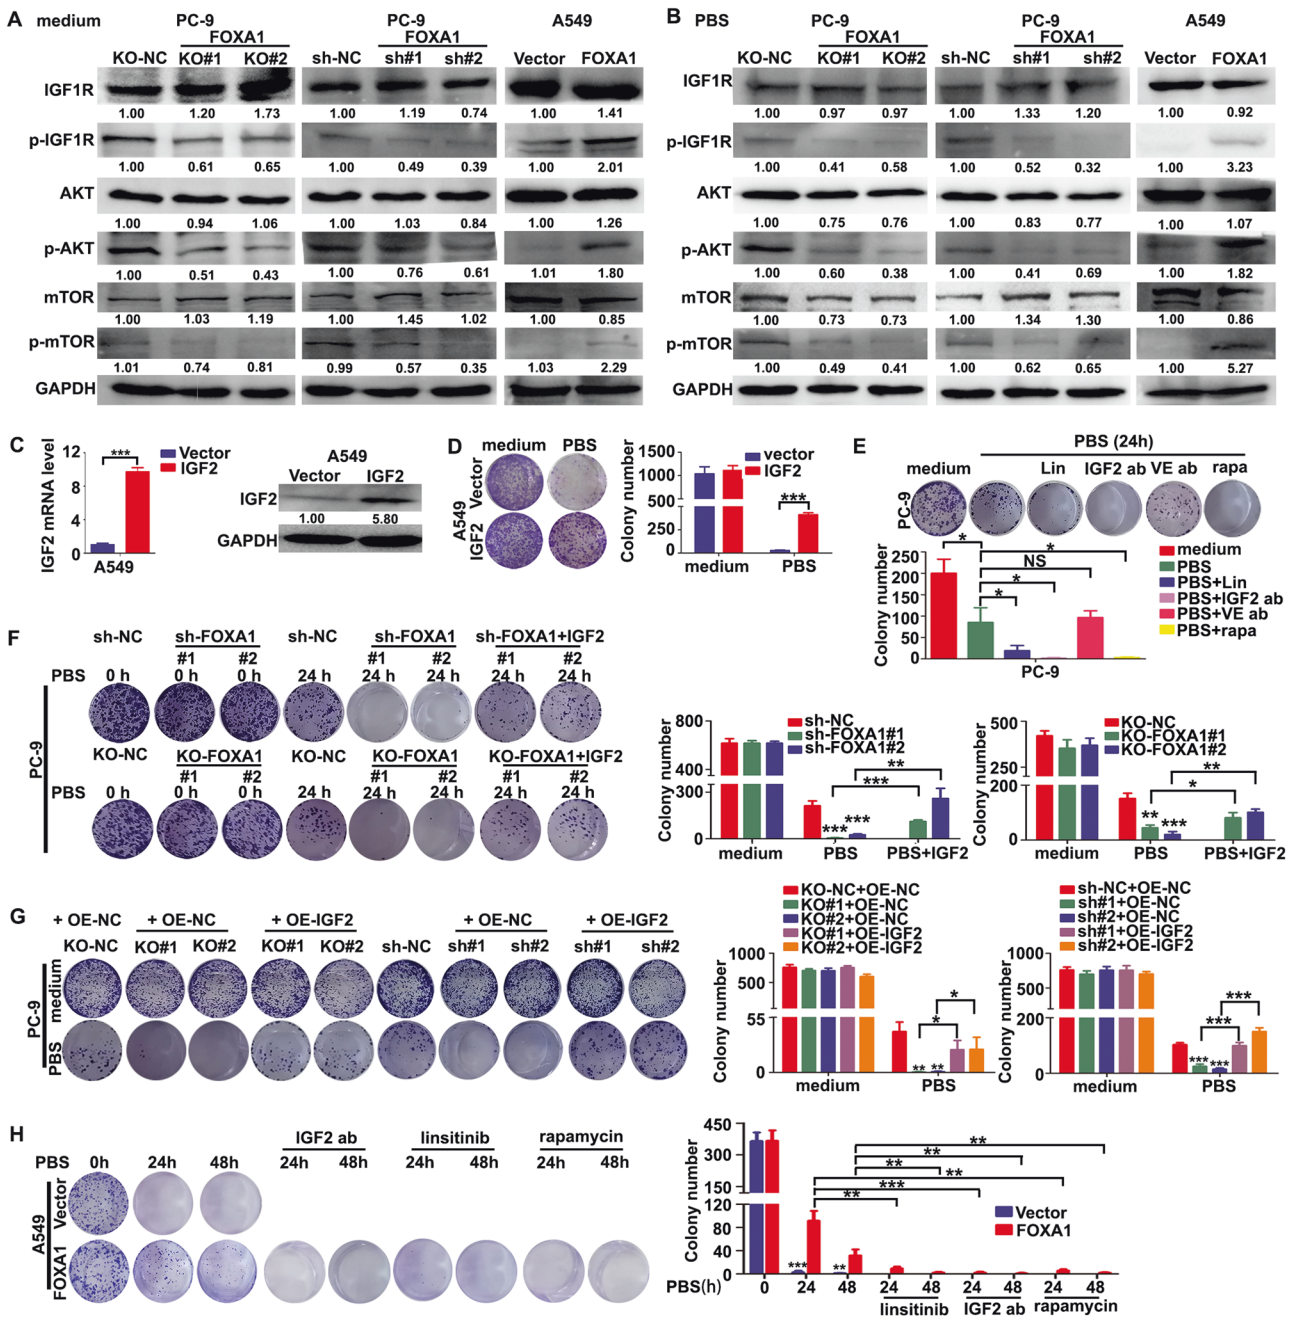 A medium PC-9 PC-9 A549
FOXA1 FOXA1
KO-NC KO#1 KO#2 sh-NC sh#1 sh#2 Vector FOXA1
IGF1R
1.00 1.20 1.73 1.00 1.19 0.74 1.00 1.41
p-IGF1R
1.00 0.61 0.65 1.00 0.49 0.39 1.00 2.01
AKT
1.00 0.94 1.06 1.00 1.03 0.84 1.00 1.26
p-AKT
1.00 0.51 0.43 1.00 0.76 0.61 1.01 1.80
mTOR
1.00 1.03 1.19 1.00 1.45 1.02 1.00 0.85
p-mTOR
1.01 0.74 0.81 0.99 0.57 0.35 1.03 2.29
GAPDH
B PBS PC-9 PC-9 A549
FOXA1 FOXA1
KO-NC KO#1 KO#2 sh-NC sh#1 sh#2 Vector FOXA1
IGF1R
1.00 0.97 0.97 1.00 1.33 1.20 1.00 0.92
p-IGF1R
1.00 0.41 0.58 1.00 0.52 0.32 1.00 3.23
AKT
1.00 0.75 0.76 1.00 0.83 0.77 1.00 1.07
p-AKT
1.00 0.60 0.38 1.00 0.41 0.69 1.00 1.82
mTOR
1.00 0.73 0.73 1.00 1.34 1.30 1.00 0.86
p-mTOR
1.00 0.49 0.41 1.00 0.62 0.65 1.00 5.27
GAPDH
C
IGF2 mRNA level
12
8
4
0
***
Vector
IGF2
A549
A549
Vector IGF2
IGF2
1.00 5.80
GAPDH
D
medium PBS
A549
Vector
IGF2
Colony number
1500
1000
500
250
0
vector
IGF2
***
medium PBS
E
PBS (24h)
medium Lin IGF2 ab VE ab rapa
PC-9
Colony number
250
200
150
100
50
0
* * NS * *
PC-9
medium
PBS
PBS+Lin
PBS+IGF2 ab
PBS+VE ab
PBS+rapa
F
PC-9
sh-NC sh-FOXA1 sh-NC sh-FOXA1 sh-FOXA1+IGF2
#1 #2 #1 #2 #1 #2
PBS 0 h 0 h 0 h 24 h 24 h 24 h 24 h 24 h
KO-NC KO-FOXA1 KO-NC KO-FOXA1 KO-FOXA1+IGF2
#1 #2 #1 #2 #1 #2
PBS 0 h 0 h 0 h 24 h 24 h 24 h 24 h 24 h
Colony number
800
400
300
0
sh-NC
sh-FOXA1#1
sh-FOXA1#2
**
***
*** ***
medium PBS PBS+IGF2
Colony number
500
250
200
0
KO-NC
KO-FOXA1#1
KO-FOXA1#2
**
*
** ***
medium PBS PBS+IGF2
G
+ OE-NC + OE-NC + OE-IGF2 + OE-NC + OE-IGF2
KO-NC KO#1 KO#2 KO#1 KO#2 sh-NC sh#1 sh#2 sh#1 sh#2
PC-9
medium
PBS
KO-NC+OE-NC
KO#1+OE-NC
KO#2+OE-NC
KO#1+OE-IGF2
KO#2+OE-IGF2
Colony number
1000
500
55
0
*
*
** **
medium PBS
sh-NC+OE-NC
sh#1+OE-NC
sh#2+OE-NC
sh#1+OE-IGF2
sh#2+OE-IGF2
Colony number
1000
500
200
0
***
***
*** ***
medium PBS
H
IGF2 ab linsitinib rapamycin
PBS 0h 24h 48h 24h 48h 24h 48h 24h 48h
A549
Vector
FOXA1
Colony number
450
300
150
120
80
40
0
**
**
** **
***
**
*** **
Vector
FOXA1
PBS(h) 0 24 48 24 48 24 48 24 48
linsitinib IGF2 ab rapamycin